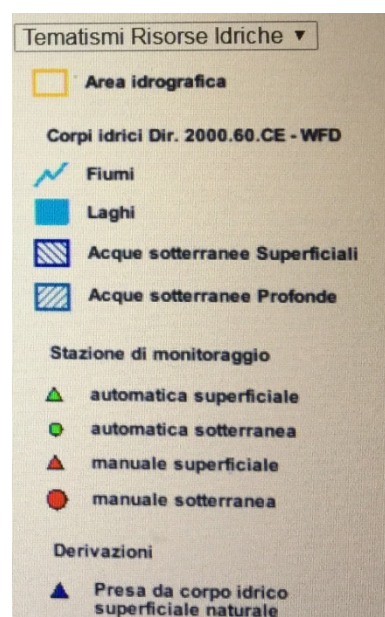 Tematismi Risorse Idriche ▼
Area idrografica
Corpi idrici Dir. 2000.60.CE - WFD
Fiumi
Laghi
Acque sotterranee Superficiali
Acque sotterranee Profonde
Stazione di monitoraggio
automatica superficiale
automatica sotterranea
manuale superficiale
manuale sotterranea
Derivazioni
Presa da corpo idrico
superficiale naturale